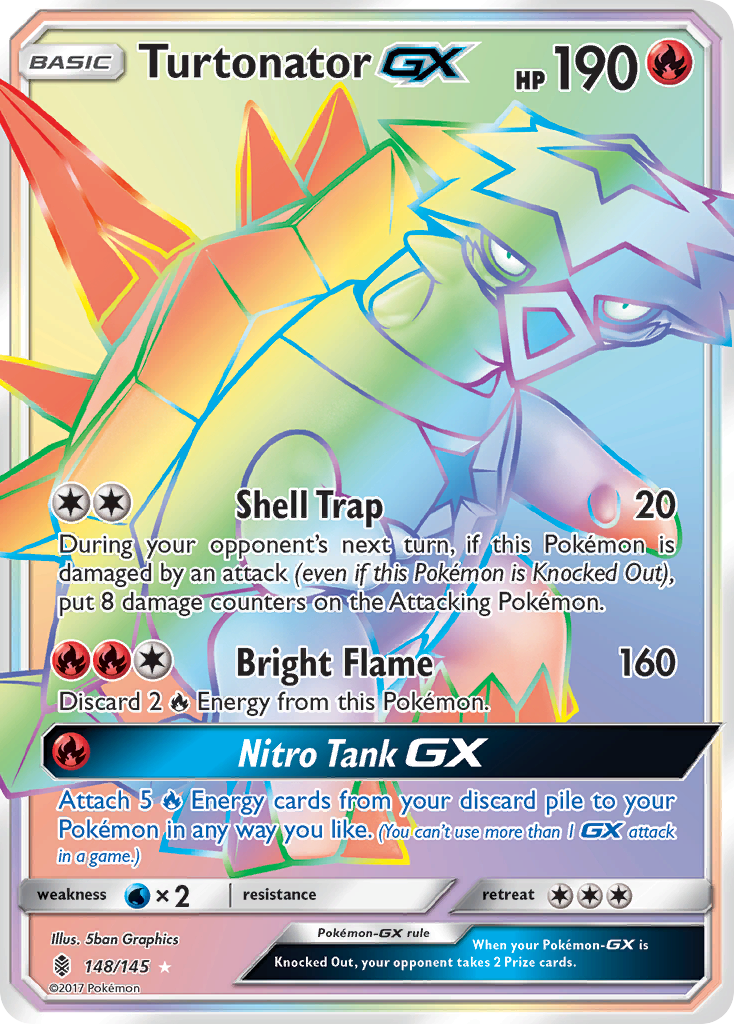 BASIC Turtonator GX HP 190
Shell Trap 20
During your opponent's next turn, if this Pokémon is
damaged by an attack (even if this Pokémon is Knocked Out),
put 8 damage counters on the Attacking Pokémon.
Bright Flame 160
Discard 2 Energy from this Pokémon.
Nitro Tank GX
Attach 5 Energy cards from your discard pile to your
Pokémon in any way you like. (You can't use more than 1 GX attack
in a game.)
weakness ×2 resistance retreat
Illus. 5ban Graphics
148/145
©2017 Pokémon
Pokémon-GX rule
When your Pokémon-GX is
Knocked Out, your opponent takes 2 Prize cards.